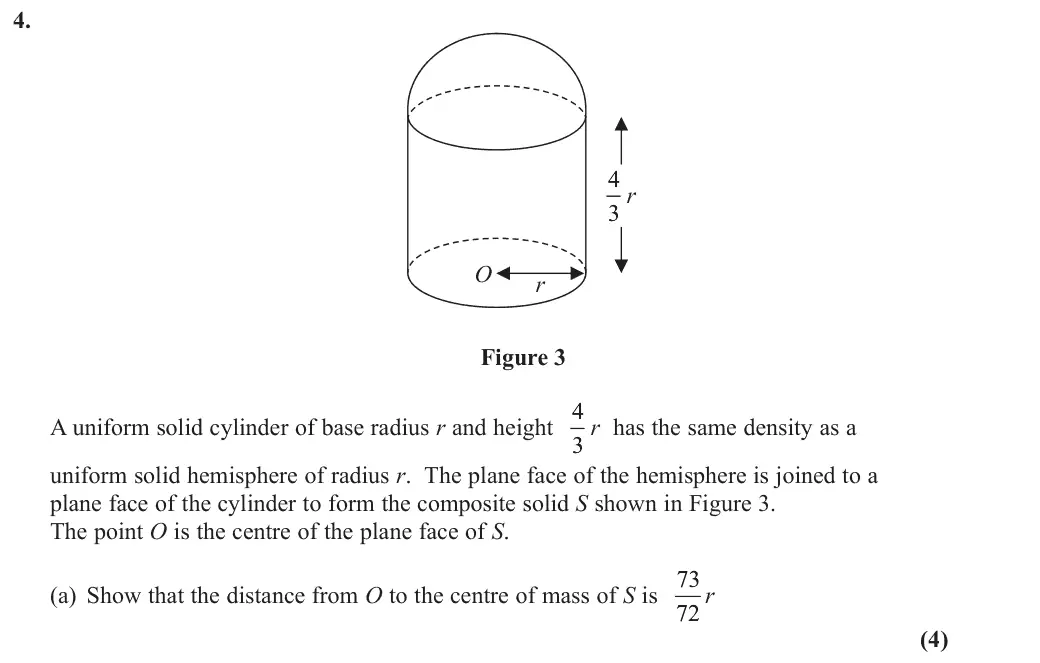 4.
4
3 r
O
r
Figure 3
A uniform solid cylinder of base radius r and height 4/3 r has the same density as a
uniform solid hemisphere of radius r. The plane face of the hemisphere is joined to a
plane face of the cylinder to form the composite solid S shown in Figure 3.
The point O is the centre of the plane face of S.
(a) Show that the distance from O to the centre of mass of S is 73/72 r
(4)